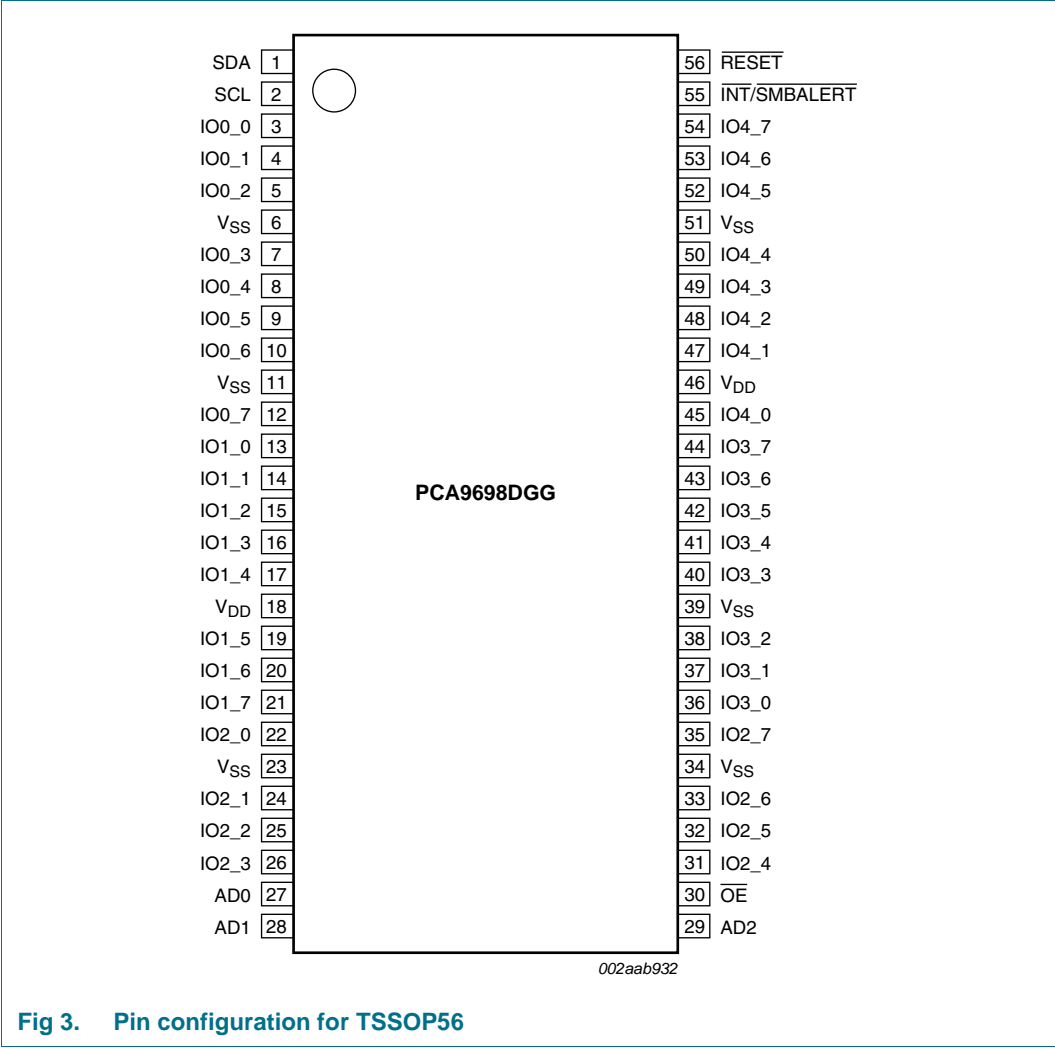 SDA 1 56 RESET
SCL 2 55 INT/SMBALERT
IO0_0 3 54 IO4_7
IO0_1 4 53 IO4_6
IO0_2 5 52 IO4_5
VSS 6 51 VSS
IO0_3 7 50 IO4_4
IO0_4 8 49 IO4_3
IO0_5 9 48 IO4_2
IO0_6 10 47 IO4_1
VSS 11 46 VDD
IO0_7 12 45 IO4_0
IO1_0 13 44 IO3_7
IO1_1 14 43 IO3_6
PCA9698DGG
IO1_2 15 42 IO3_5
IO1_3 16 41 IO3_4
IO1_4 17 40 IO3_3
VDD 18 39 VSS
IO1_5 19 38 IO3_2
IO1_6 20 37 IO3_1
IO1_7 21 36 IO3_0
IO2_0 22 35 IO2_7
VSS 23 34 VSS
IO2_1 24 33 IO2_6
IO2_2 25 32 IO2_5
IO2_3 26 31 IO2_4
AD0 27 30 OE
AD1 28 29 AD2
002aab932
Fig 3. Pin configuration for TSSOP56